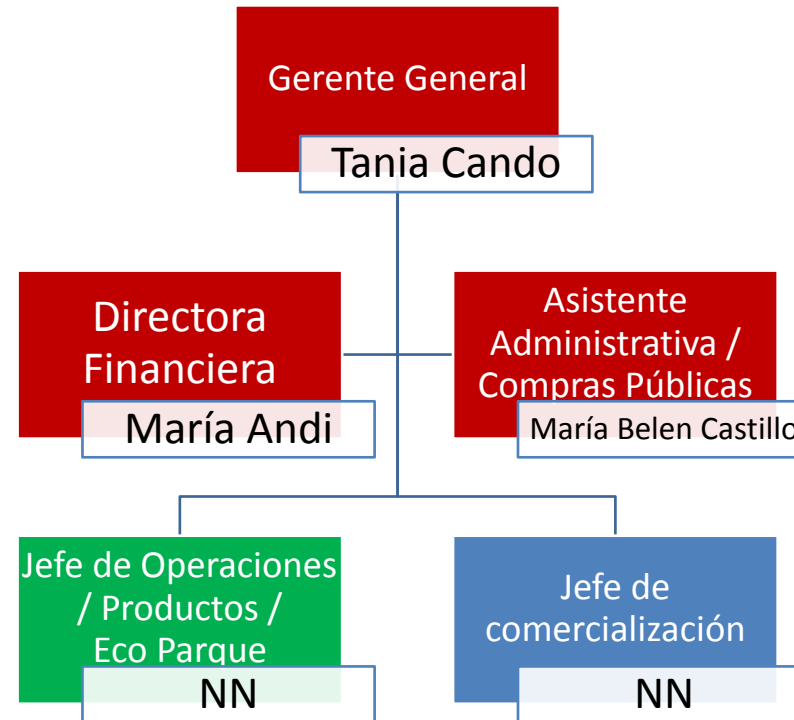 Gerente General
Tania Cando
Directora
Financiera
María Andi
Asistente
Administrativa /
Compras Públicas
María Belen Castillo
Jefe de Operaciones
/ Productos /
Eco Parque
NN
Jefe de
comercialización
NN